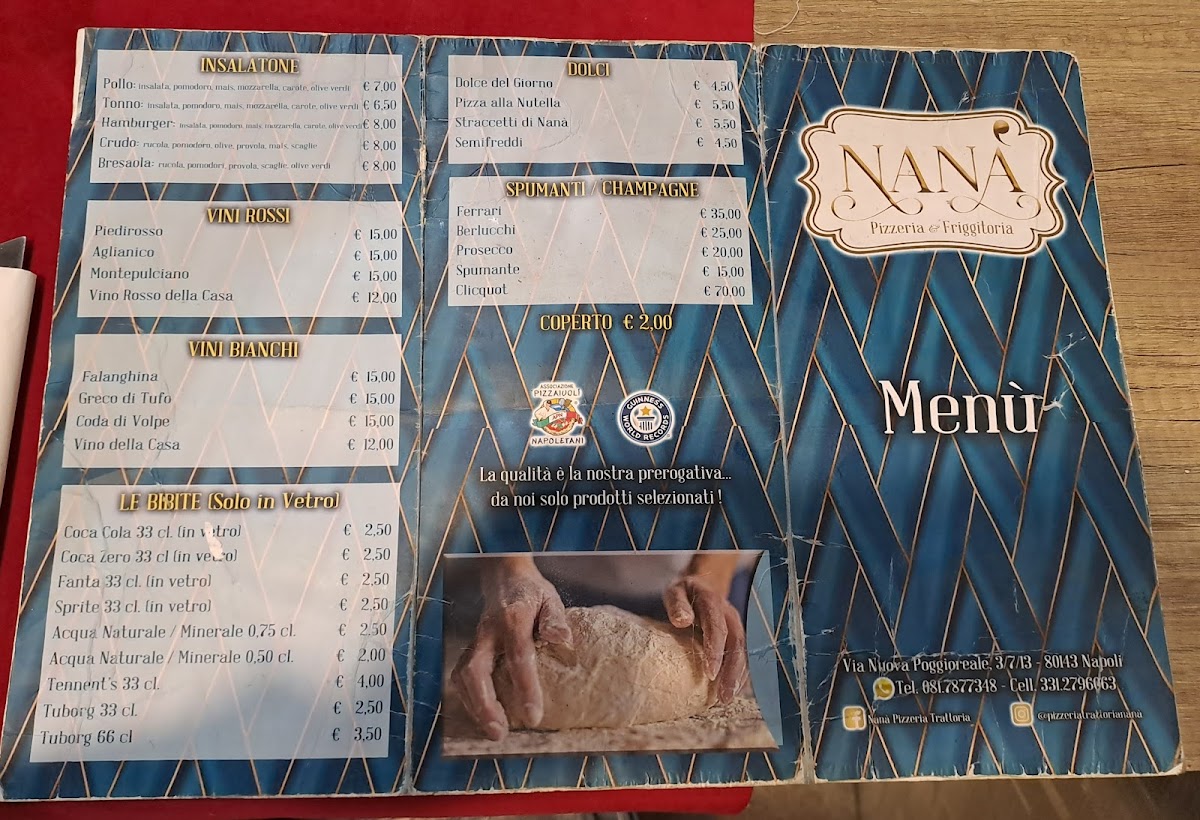 INSALATONE
Pollo: insalata, pomodoro, mais, mozzarella, carote, olive verdi € 7,00
Tonno: insalata, pomodoro, mais, mozzarella, carote, olive verdi € 6,50
Hamburger: insalata, pomodoro, mais, mozzarella, carote, olive verdi € 8,00
Crudo: rucola, pomodoro, olive, provola, mais, scaglie € 8,00
Bresaola: rucola, pomodori, provola, scaglie, olive verdi € 8,00
VINI ROSSI
Piedirosso € 15,00
Aglianico € 15,00
Montepulciano € 15,00
Vino Rosso della Casa € 12,00
VINI BIANCHI
Falanghina € 15,00
Greco di Tufo € 15,00
Coda di Volpe € 15,00
Vino della Casa € 12,00
LE BIBITE (Solo in Vetro)
Coca Cola 33 cl. (in vetro) € 2,50
Coca Zero 33 cl (in vetro) € 2,50
Fanta 33 cl. (in vetro) € 2,50
Sprite 33 cl. (in vetro) € 2,50
Acqua Naturale / Minerale 0,75 cl. € 2,50
Acqua Naturale / Minerale 0,50 cl. € 2,00
Tennent's 33 cl. € 4,00
Tuborg 33 cl. € 2,50
Tuborg 66 cl € 3,50
DOLCI
Dolce del Giorno € 4,50
Pizza alla Nutella € 5,50
Straccetti di Nanà € 5,50
Semifreddi € 4,50
SPUMANTI / CHAMPAGNE
Ferrari € 35,00
Berlucchi € 25,00
Prosecco € 20,00
Spumante € 15,00
Clicquot € 70,00
COPERTO € 2,00
ASSOCIAZIONE
PIZZAIUOLI
NAPOLETANI
GUINNESS
WORLD RECORDS
La qualità è la nostra prerogativa...
da noi solo prodotti selezionati !
NANÀ
Pizzeria & Friggitoria
Menù
Via Nuova Poggioreale, 3/7/13 - 80143 Napoli
Tel. 081.7877348 - Cell. 331.2796063
Nanà Pizzeria Trattoria
@pizzeriatrattorianana